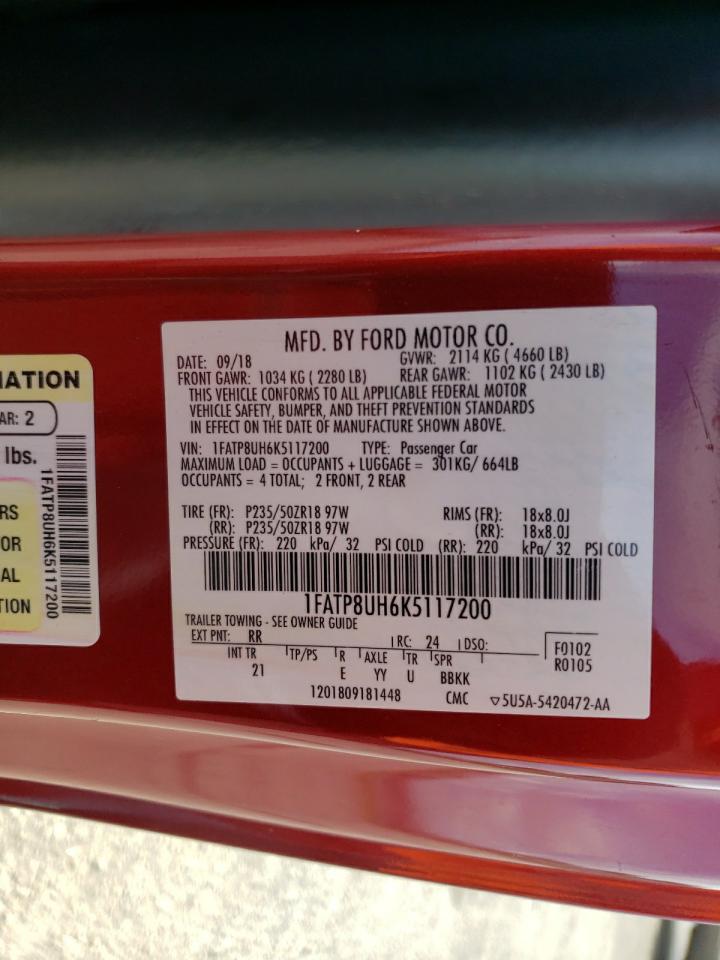 MFD. BY FORD MOTOR CO.
DATE: 09/18 GVWR: 2114 KG ( 4660 LB)
FRONT GAWR: 1034 KG ( 2280 LB) REAR GAWR: 1102 KG ( 2430 LB)
THIS VEHICLE CONFORMS TO ALL APPLICABLE FEDERAL MOTOR
VEHICLE SAFETY, BUMPER, AND THEFT PREVENTION STANDARDS
IN EFFECT ON THE DATE OF MANUFACTURE SHOWN ABOVE.
VIN: 1FATP8UH6K5117200 TYPE: Passenger Car
MAXIMUM LOAD = OCCUPANTS + LUGGAGE = 301KG/ 664LB
OCCUPANTS = 4 TOTAL; 2 FRONT, 2 REAR
TIRE (FR): P235/50ZR18 97W RIMS (FR): 18x8.0J
(RR): P235/50ZR18 97W (RR): 18x8.0J
PRESSURE (FR): 220 kPa/ 32 PSI COLD (RR): 220 kPa/ 32 PSI COLD
1FATP8UH6K5117200
TRAILER TOWING - SEE OWNER GUIDE
EXT PNT: RR RC: 24 DSO: F0102
INT TR TP/PS R AXLE TR SPR R0105
21 E YY U BBKK
1201809181448 CMC ▽5U5A-5420472-AA
MATION
AR: 2
lbs.
RS
OR
AL
TION
1FATP8UH6K5117200